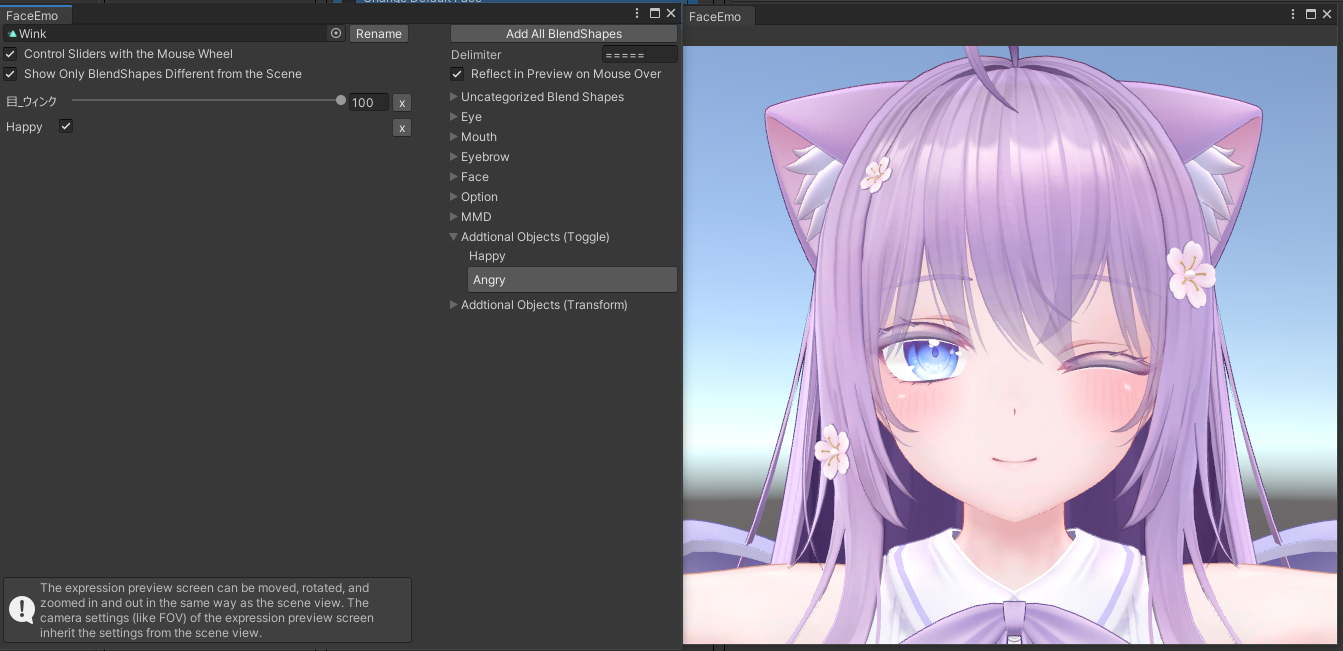 Change Default Face
FaceEmo
Wink
Rename
Control Sliders with the Mouse Wheel
Show Only BlendShapes Different from the Scene
目_ウィンク
100
x
Happy
x
The expression preview screen can be moved, rotated, and
zoomed in and out in the same way as the scene view. The
camera settings (like FOV) of the expression preview screen
inherit the settings from the scene view.
Add All BlendShapes
Delimiter
=====
Reflect in Preview on Mouse Over
Uncategorized Blend Shapes
Eye
Mouth
Eyebrow
Face
Option
MMD
Addtional Objects (Toggle)
Happy
Angry
Addtional Objects (Transform)
FaceEmo